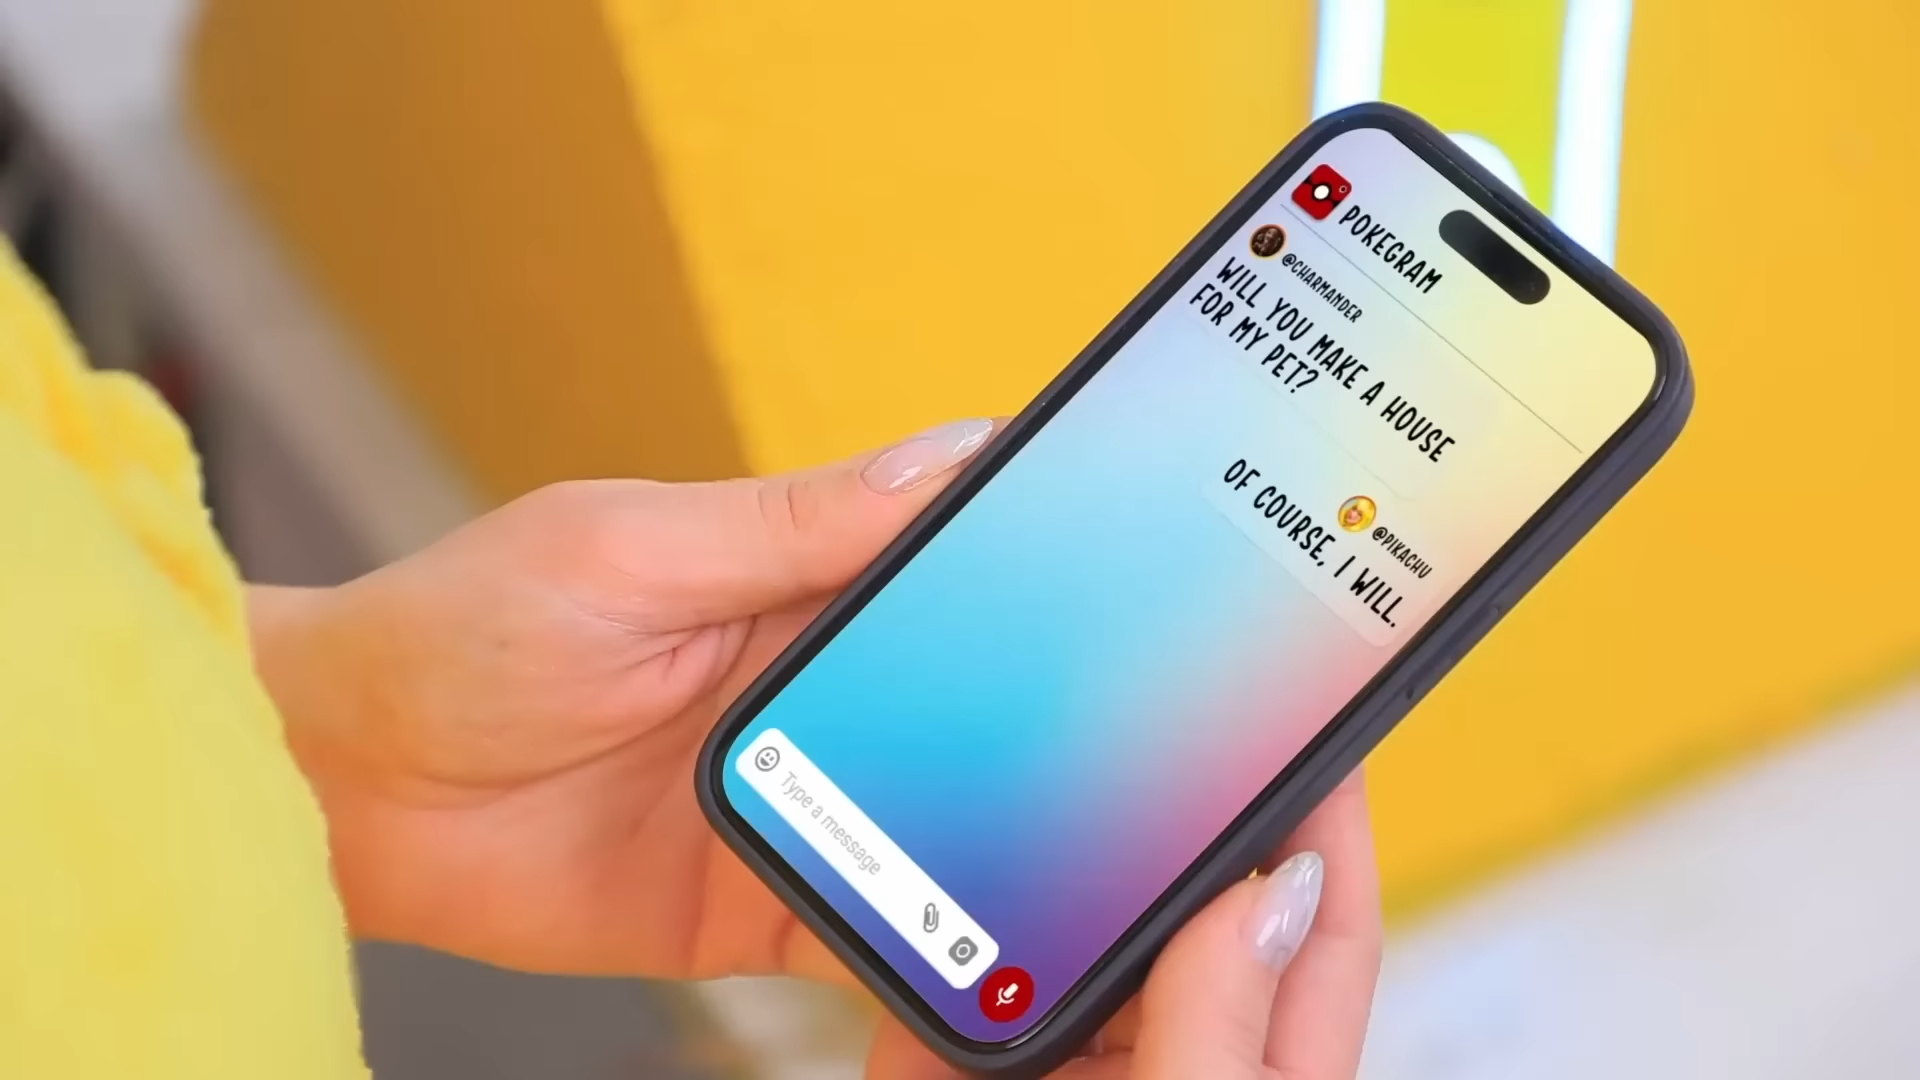 POKEGRAM
@CHARMANDER
WILL YOU MAKE A HOUSE
FOR MY PET?
@PIKACHU
OF COURSE, I WILL.
Type a message